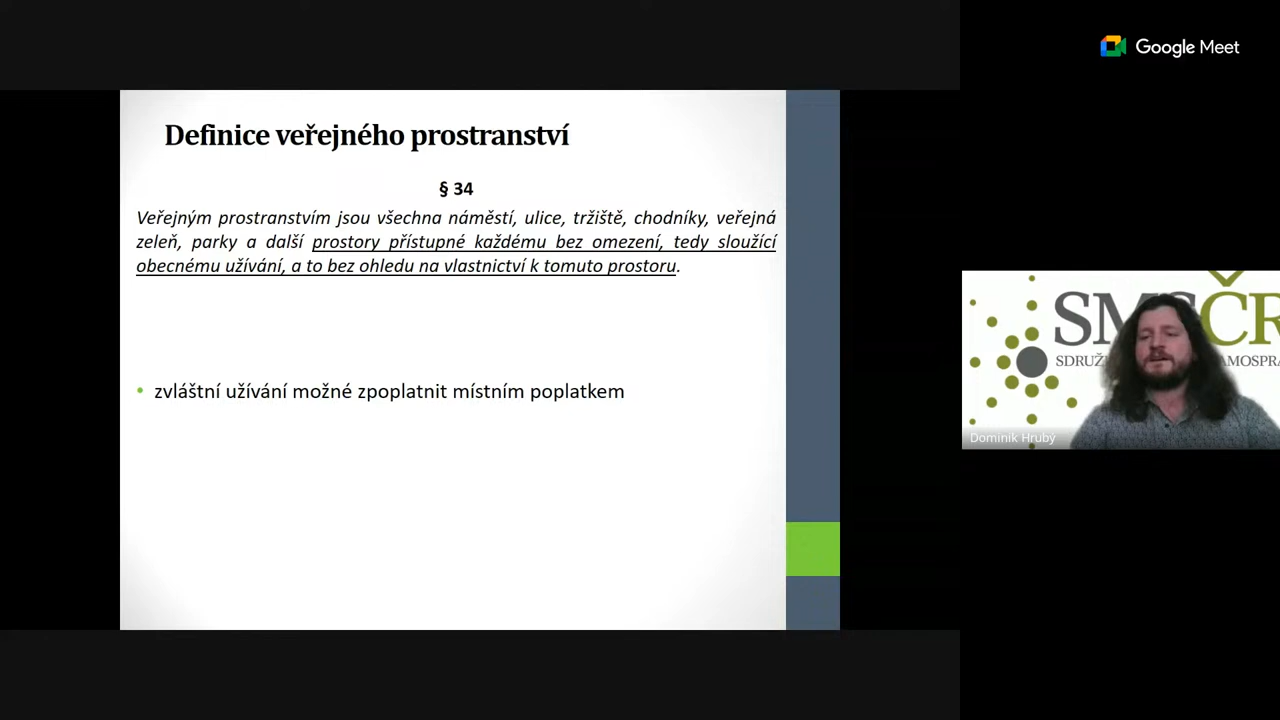 Google Meet
Definice veřejného prostranství
§ 34
Veřejným prostranstvím jsou všechna náměstí, ulice, tržiště, chodníky, veřejná
zeleň, parky a další prostory přístupné každému bez omezení, tedy sloužící
obecnému užívání, a to bez ohledu na vlastnictví k tomuto prostoru.
• zvláštní užívání možné zpoplatnit místním poplatkem
Dominik Hrubý